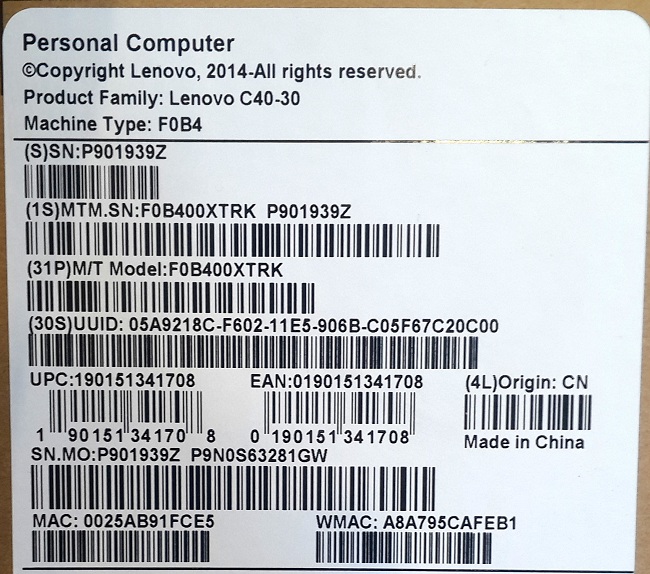 Personal Computer
©Copyright Lenovo, 2014-All rights reserved.
Product Family: Lenovo C40-30
Machine Type: F0B4
(S)SN:P901939Z
(1S)MTM.SN:F0B400XTRK P901939Z
(31P)M/T Model:F0B400XTRK
(30S)UUID: 05A9218C-F602-11E5-906B-C05F67C20C00
UPC:190151341708 EAN:0190151341708 (4L)Origin: CN
1 90151 34170 8 0 190151 341708 Made in China
SN.MO:P901939Z P9N0S63281GW
MAC: 0025AB91FCE5 WMAC: A8A795CAFEB1